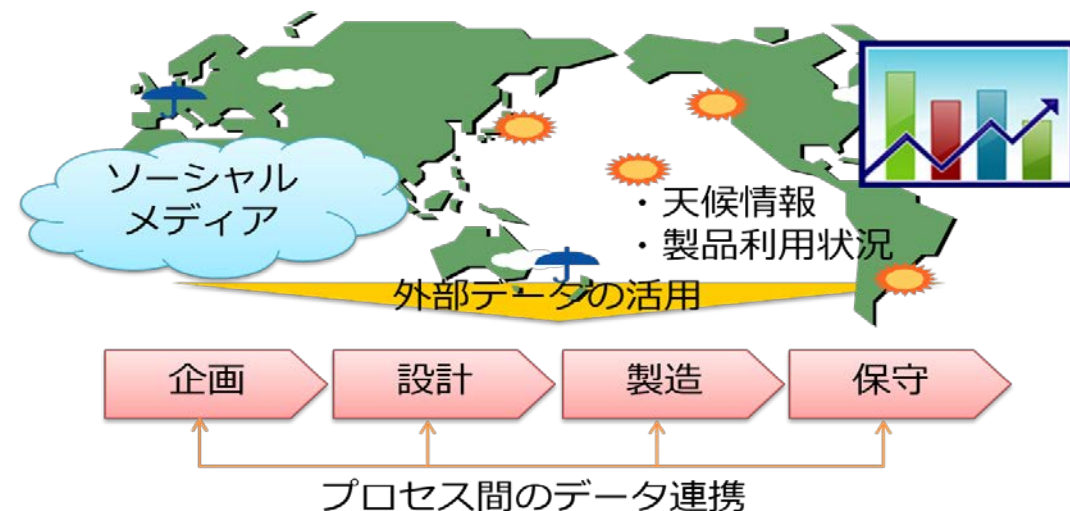 ソーシャル
メディア
・天候情報
・製品利用状況
外部データの活用
企画
設計
製造
保守
プロセス間のデータ連携